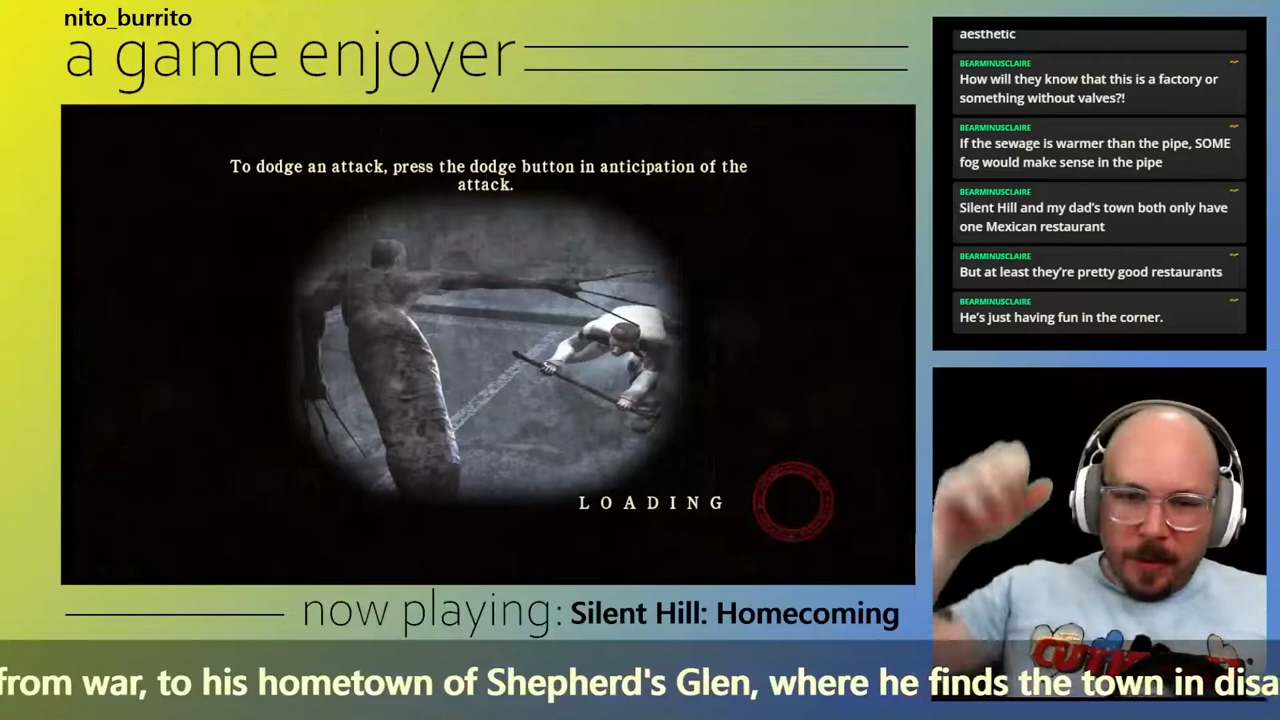 nito_burrito
a game enjoyer
To dodge an attack, press the dodge button in anticipation of the
attack.
LOADING
now playing: Silent Hill: Homecoming
from war, to his hometown of Shepherd's Glen, where he finds the town in disa
aesthetic
BEARMINUSCLAIRE
How will they know that this is a factory or
something without valves?!
BEARMINUSCLAIRE
If the sewage is warmer than the pipe, SOME
fog would make sense in the pipe
BEARMINUSCLAIRE
Silent Hill and my dad's town both only have
one Mexican restaurant
BEARMINUSCLAIRE
But at least they're pretty good restaurants
BEARMINUSCLAIRE
He's just having fun in the corner.